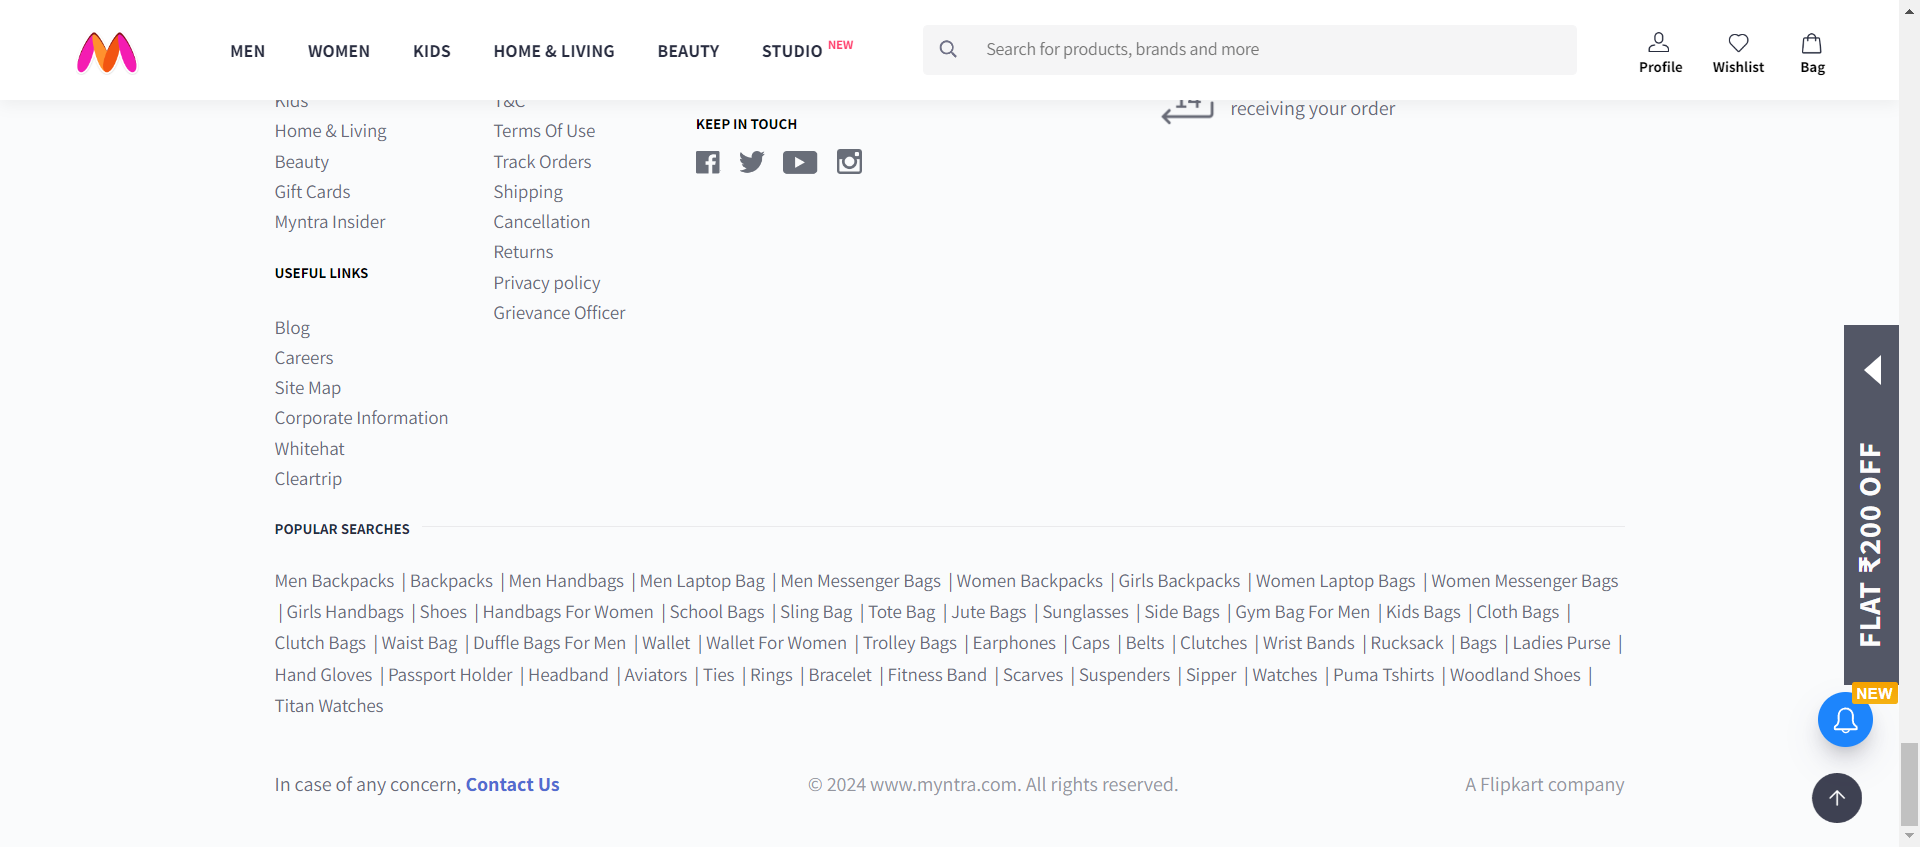 MEN WOMEN KIDS HOME & LIVING BEAUTY STUDIO NEW
Search for products, brands and more
Profile Wishlist Bag
Kids
Home & Living
Beauty
Gift Cards
Myntra Insider
USEFUL LINKS
Blog
Careers
Site Map
Corporate Information
Whitehat
Cleartrip
T&C
Terms Of Use
Track Orders
Shipping
Cancellation
Returns
Privacy policy
Grievance Officer
KEEP IN TOUCH
14
receiving your order
POPULAR SEARCHES
Men Backpacks | Backpacks | Men Handbags | Men Laptop Bag | Men Messenger Bags | Women Backpacks | Girls Backpacks | Women Laptop Bags | Women Messenger Bags
| Girls Handbags | Shoes | Handbags For Women | School Bags | Sling Bag | Tote Bag | Jute Bags | Sunglasses | Side Bags | Gym Bag For Men | Kids Bags | Cloth Bags |
Clutch Bags | Waist Bag | Duffle Bags For Men | Wallet | Wallet For Women | Trolley Bags | Earphones | Caps | Belts | Clutches | Wrist Bands | Rucksack | Bags | Ladies Purse |
Hand Gloves | Passport Holder | Headband | Aviators | Ties | Rings | Bracelet | Fitness Band | Scarves | Suspenders | Sipper | Watches | Puma Tshirts | Woodland Shoes |
Titan Watches
In case of any concern, Contact Us
© 2024 www.myntra.com. All rights reserved.
A Flipkart company
FLAT ₹200 OFF
NEW